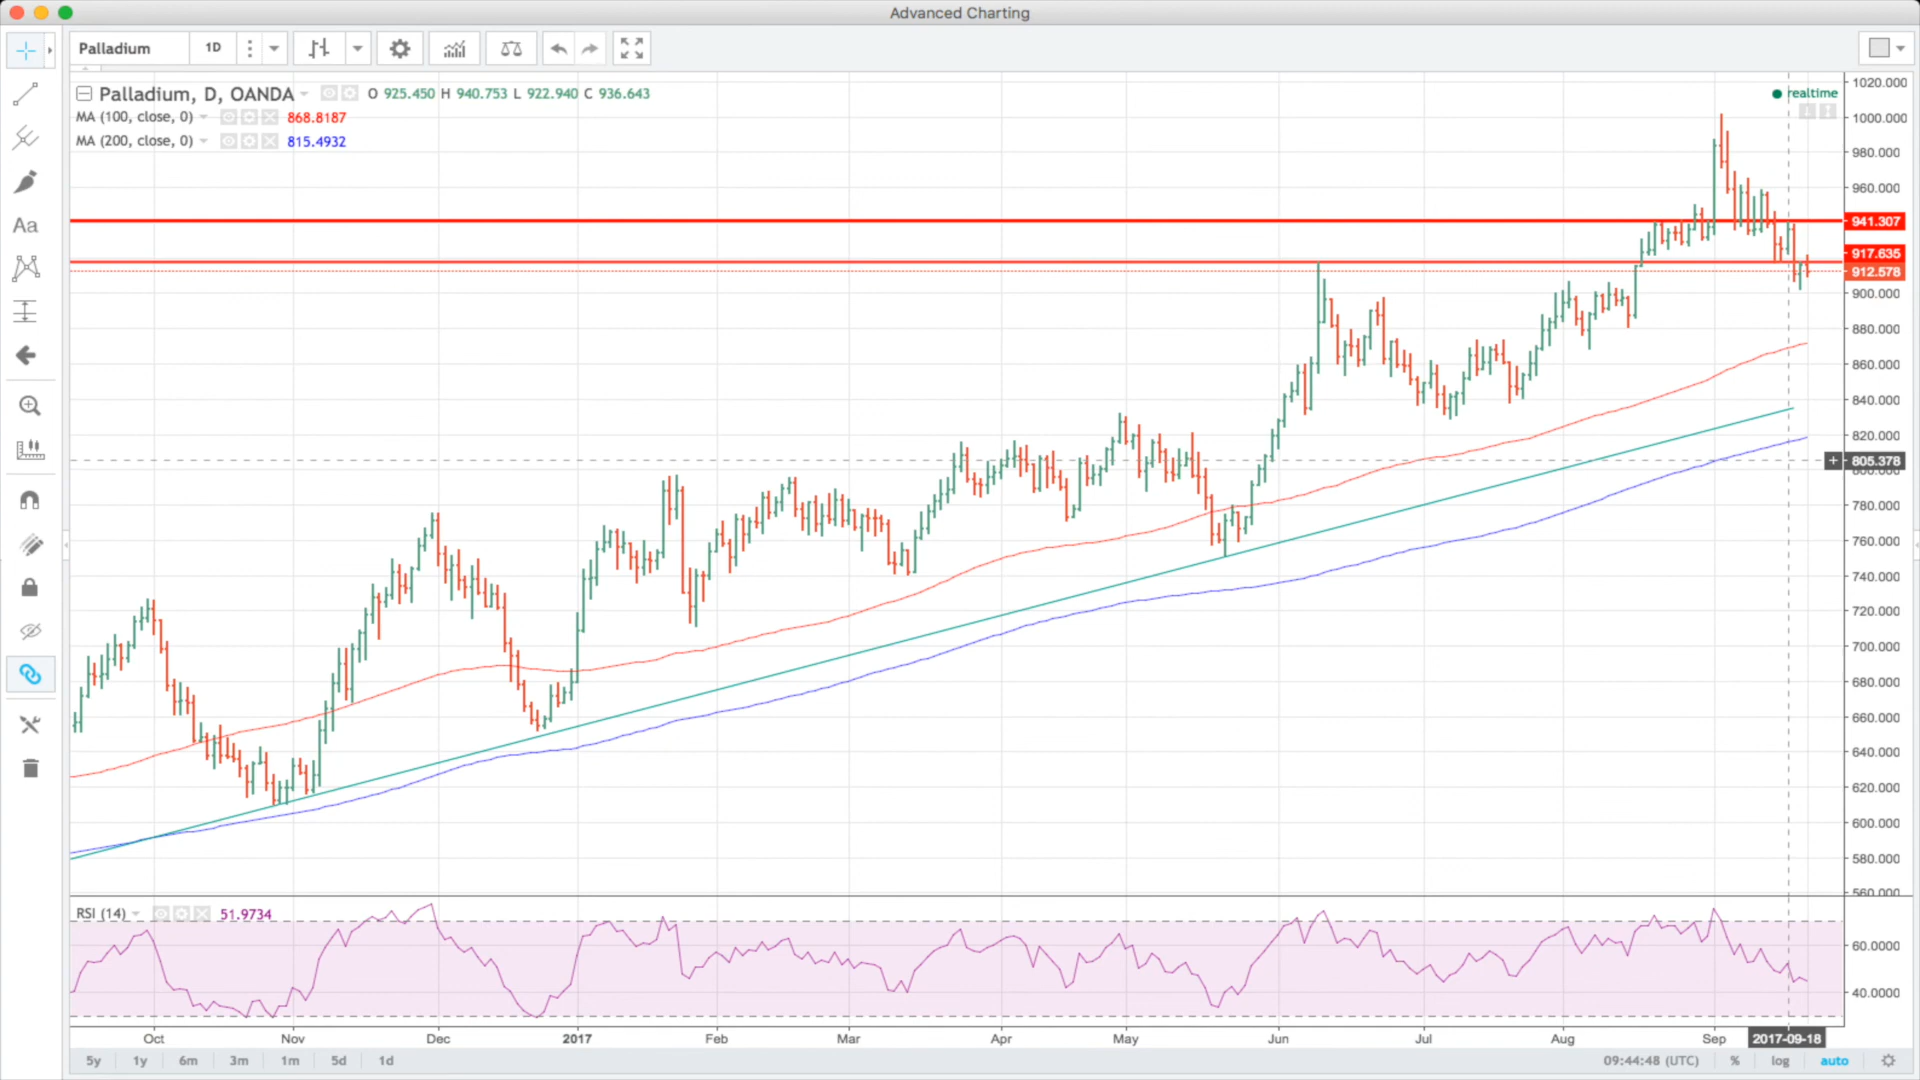 Advanced Charting
Palladium 1D
Palladium, D, OANDA O 925.450 H 940.753 L 922.940 C 936.643
realtime
MA (100, close, 0) 868.8187
MA (200, close, 0) 815.4932
Aa
1020.000
1000.000
980.000
960.000
941.307
917.635
912.578
900.000
880.000
860.000
840.000
820.000
805.378
800.000
780.000
760.000
740.000
720.000
700.000
680.000
660.000
640.000
620.000
600.000
580.000
560.000
RSI (14) 51.9734
60.0000
40.0000
Oct Nov Dec 2017 Feb Mar Apr May Jun Jul Aug Sep 2017-09-18
5y 1y 6m 3m 1m 5d 1d 09:44:48 (UTC) % log auto